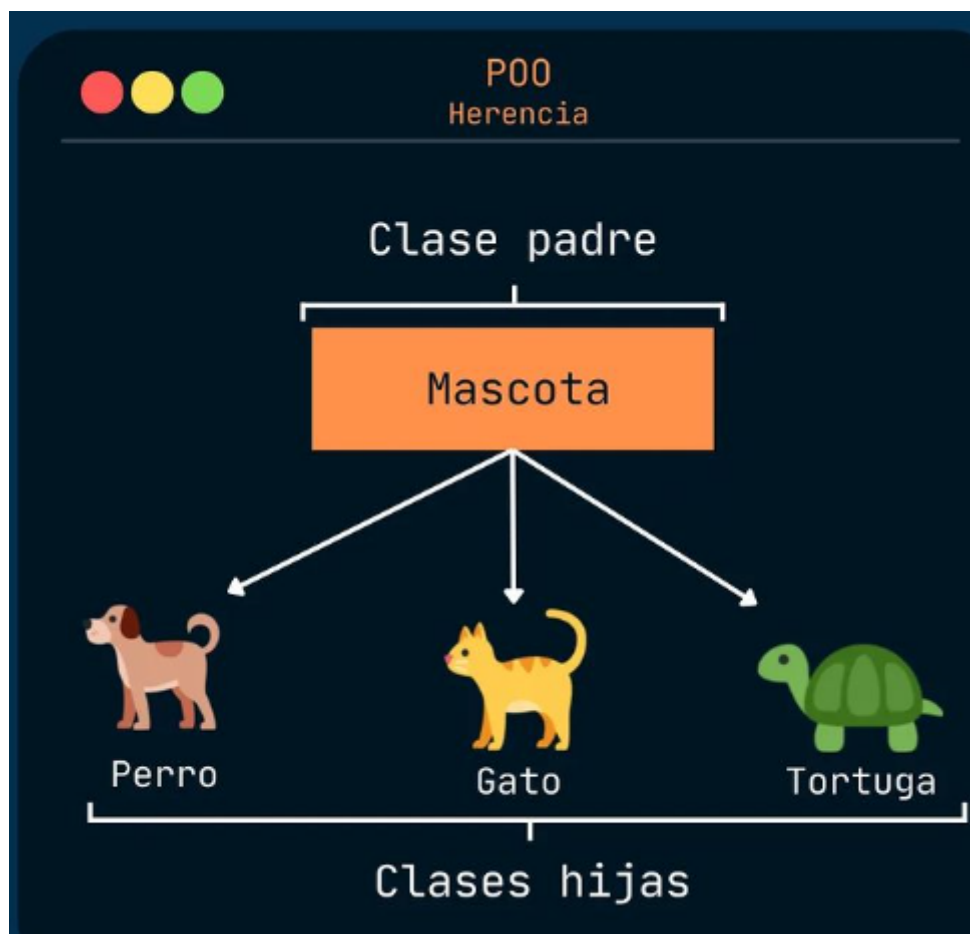 POO
Herencia
Clase padre
Mascota
Perro
Gato
Tortuga
Clases hijas